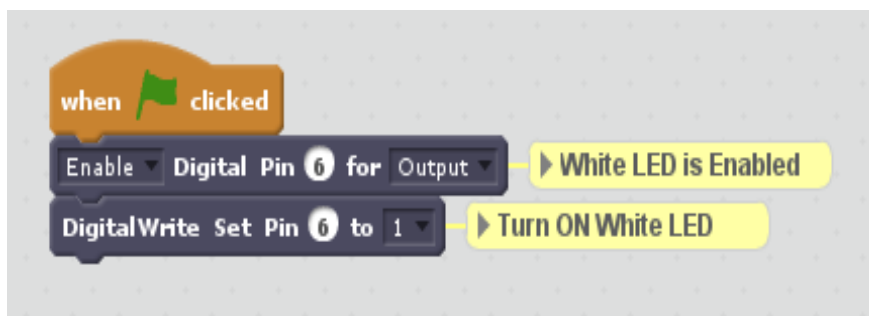 when clicked
Enable Digital Pin 6 for Output White LED is Enabled
DigitalWrite Set Pin 6 to 1 Turn ON White LED